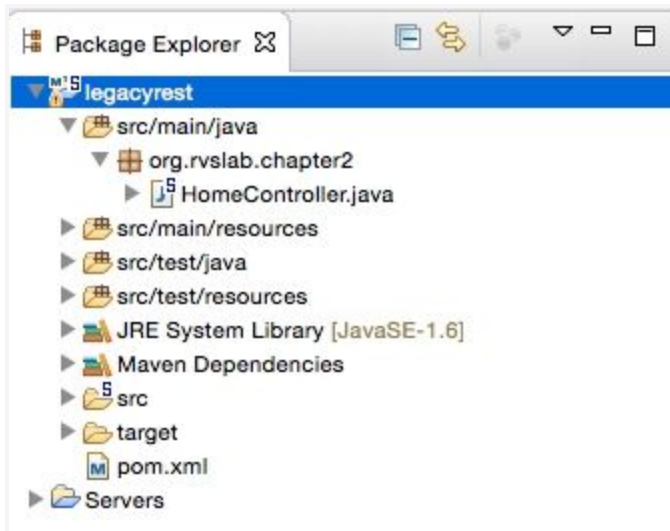 Package Explorer
legacyrest
src/main/java
org.rvslab.chapter2
HomeController.java
src/main/resources
src/test/java
src/test/resources
JRE System Library [JavaSE-1.6]
Maven Dependencies
src
target
pom.xml
Servers